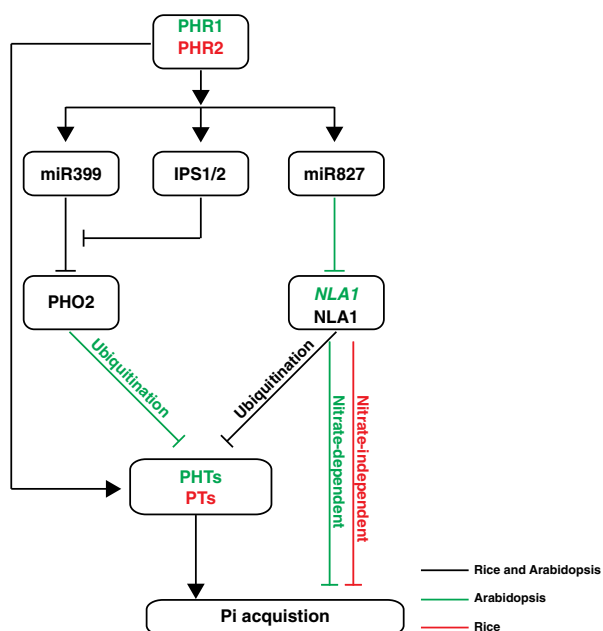 PHR1
PHR2
miR399
IPS1/2
miR827
PHO2
NLA1
NLA1
Ubiquitination
Ubiquitination
Nitrate-dependent
Nitrate-independent
PHTs
PTs
Pi acquistion
Rice and Arabidopsis
Arabidopsis
Rice